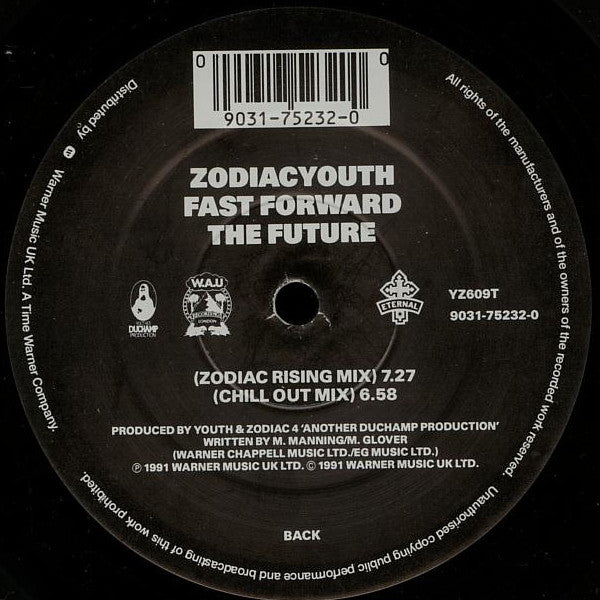 0 0
9031-75232-0
ZODIACYOUTH
FAST FORWARD
THE FUTURE
DUCHAMP
PRODUCTION
W.A.U
RECORDINGS
LONDON
ETERNAL
YZ609T
9031-75232-0
(ZODIAC RISING MIX) 7.27
(CHILL OUT MIX) 6.58
PRODUCED BY YOUTH & ZODIAC 4 'ANOTHER DUCHAMP PRODUCTION'
WRITTEN BY M. MANNING/M. GLOVER
(WARNER CHAPPELL MUSIC LTD./EG MUSIC LTD.)
Ⓟ 1991 WARNER MUSIC UK LTD. © 1991 WARNER MUSIC UK LTD.
BACK
All rights of the manufacturers and of the owners of the recorded work reserved.
Unauthorised copying public performance and broadcasting of this work prohibited.
Distributed by Warner Music UK Ltd. A Time Warner Company.